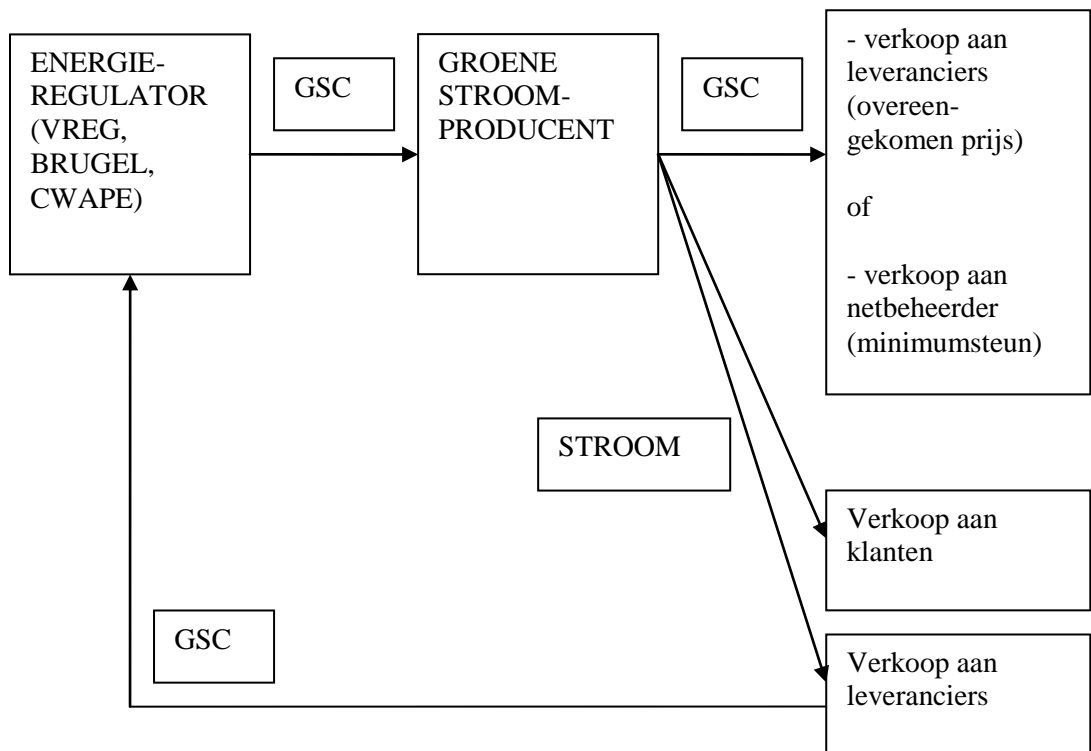 ENERGIE-
REGULATOR
(VREG,
BRUGEL,
CWAPE)
GSC
GROENE
STROOM-
PRODUCENT
GSC
- verkoop aan
leveranciers
(overeen-
gekomen prijs)
of
- verkoop aan
netbeheerder
(minimumsteun)
STROOM
Verkoop aan
klanten
GSC
Verkoop aan
leveranciers